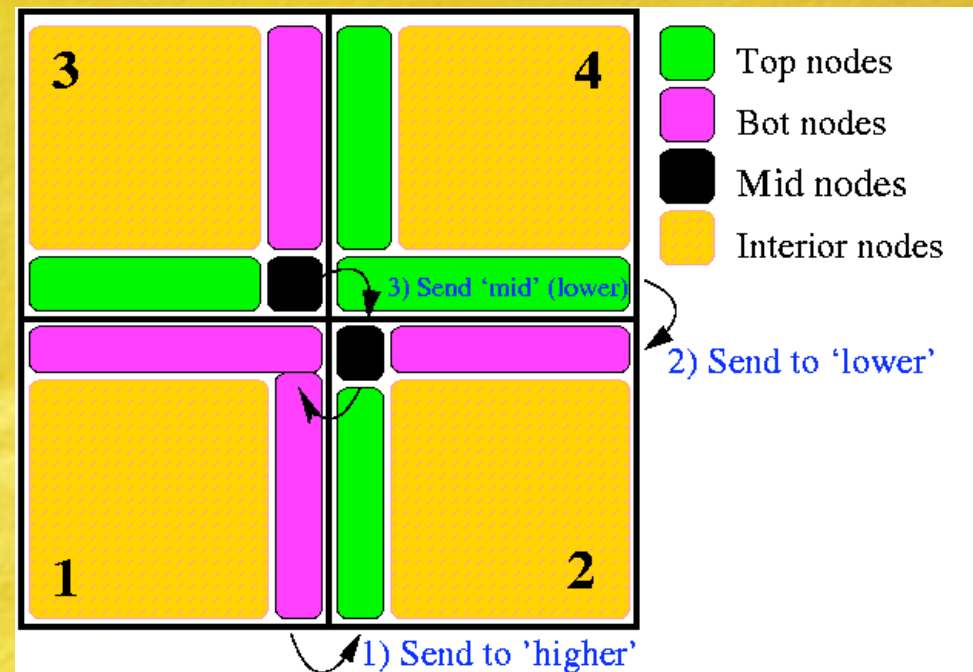 3
4
Top nodes
Bot nodes
Mid nodes
Interior nodes
3) Send ‘mid’ (lower)
2) Send to ‘lower’
1
2
1) Send to ’higher’